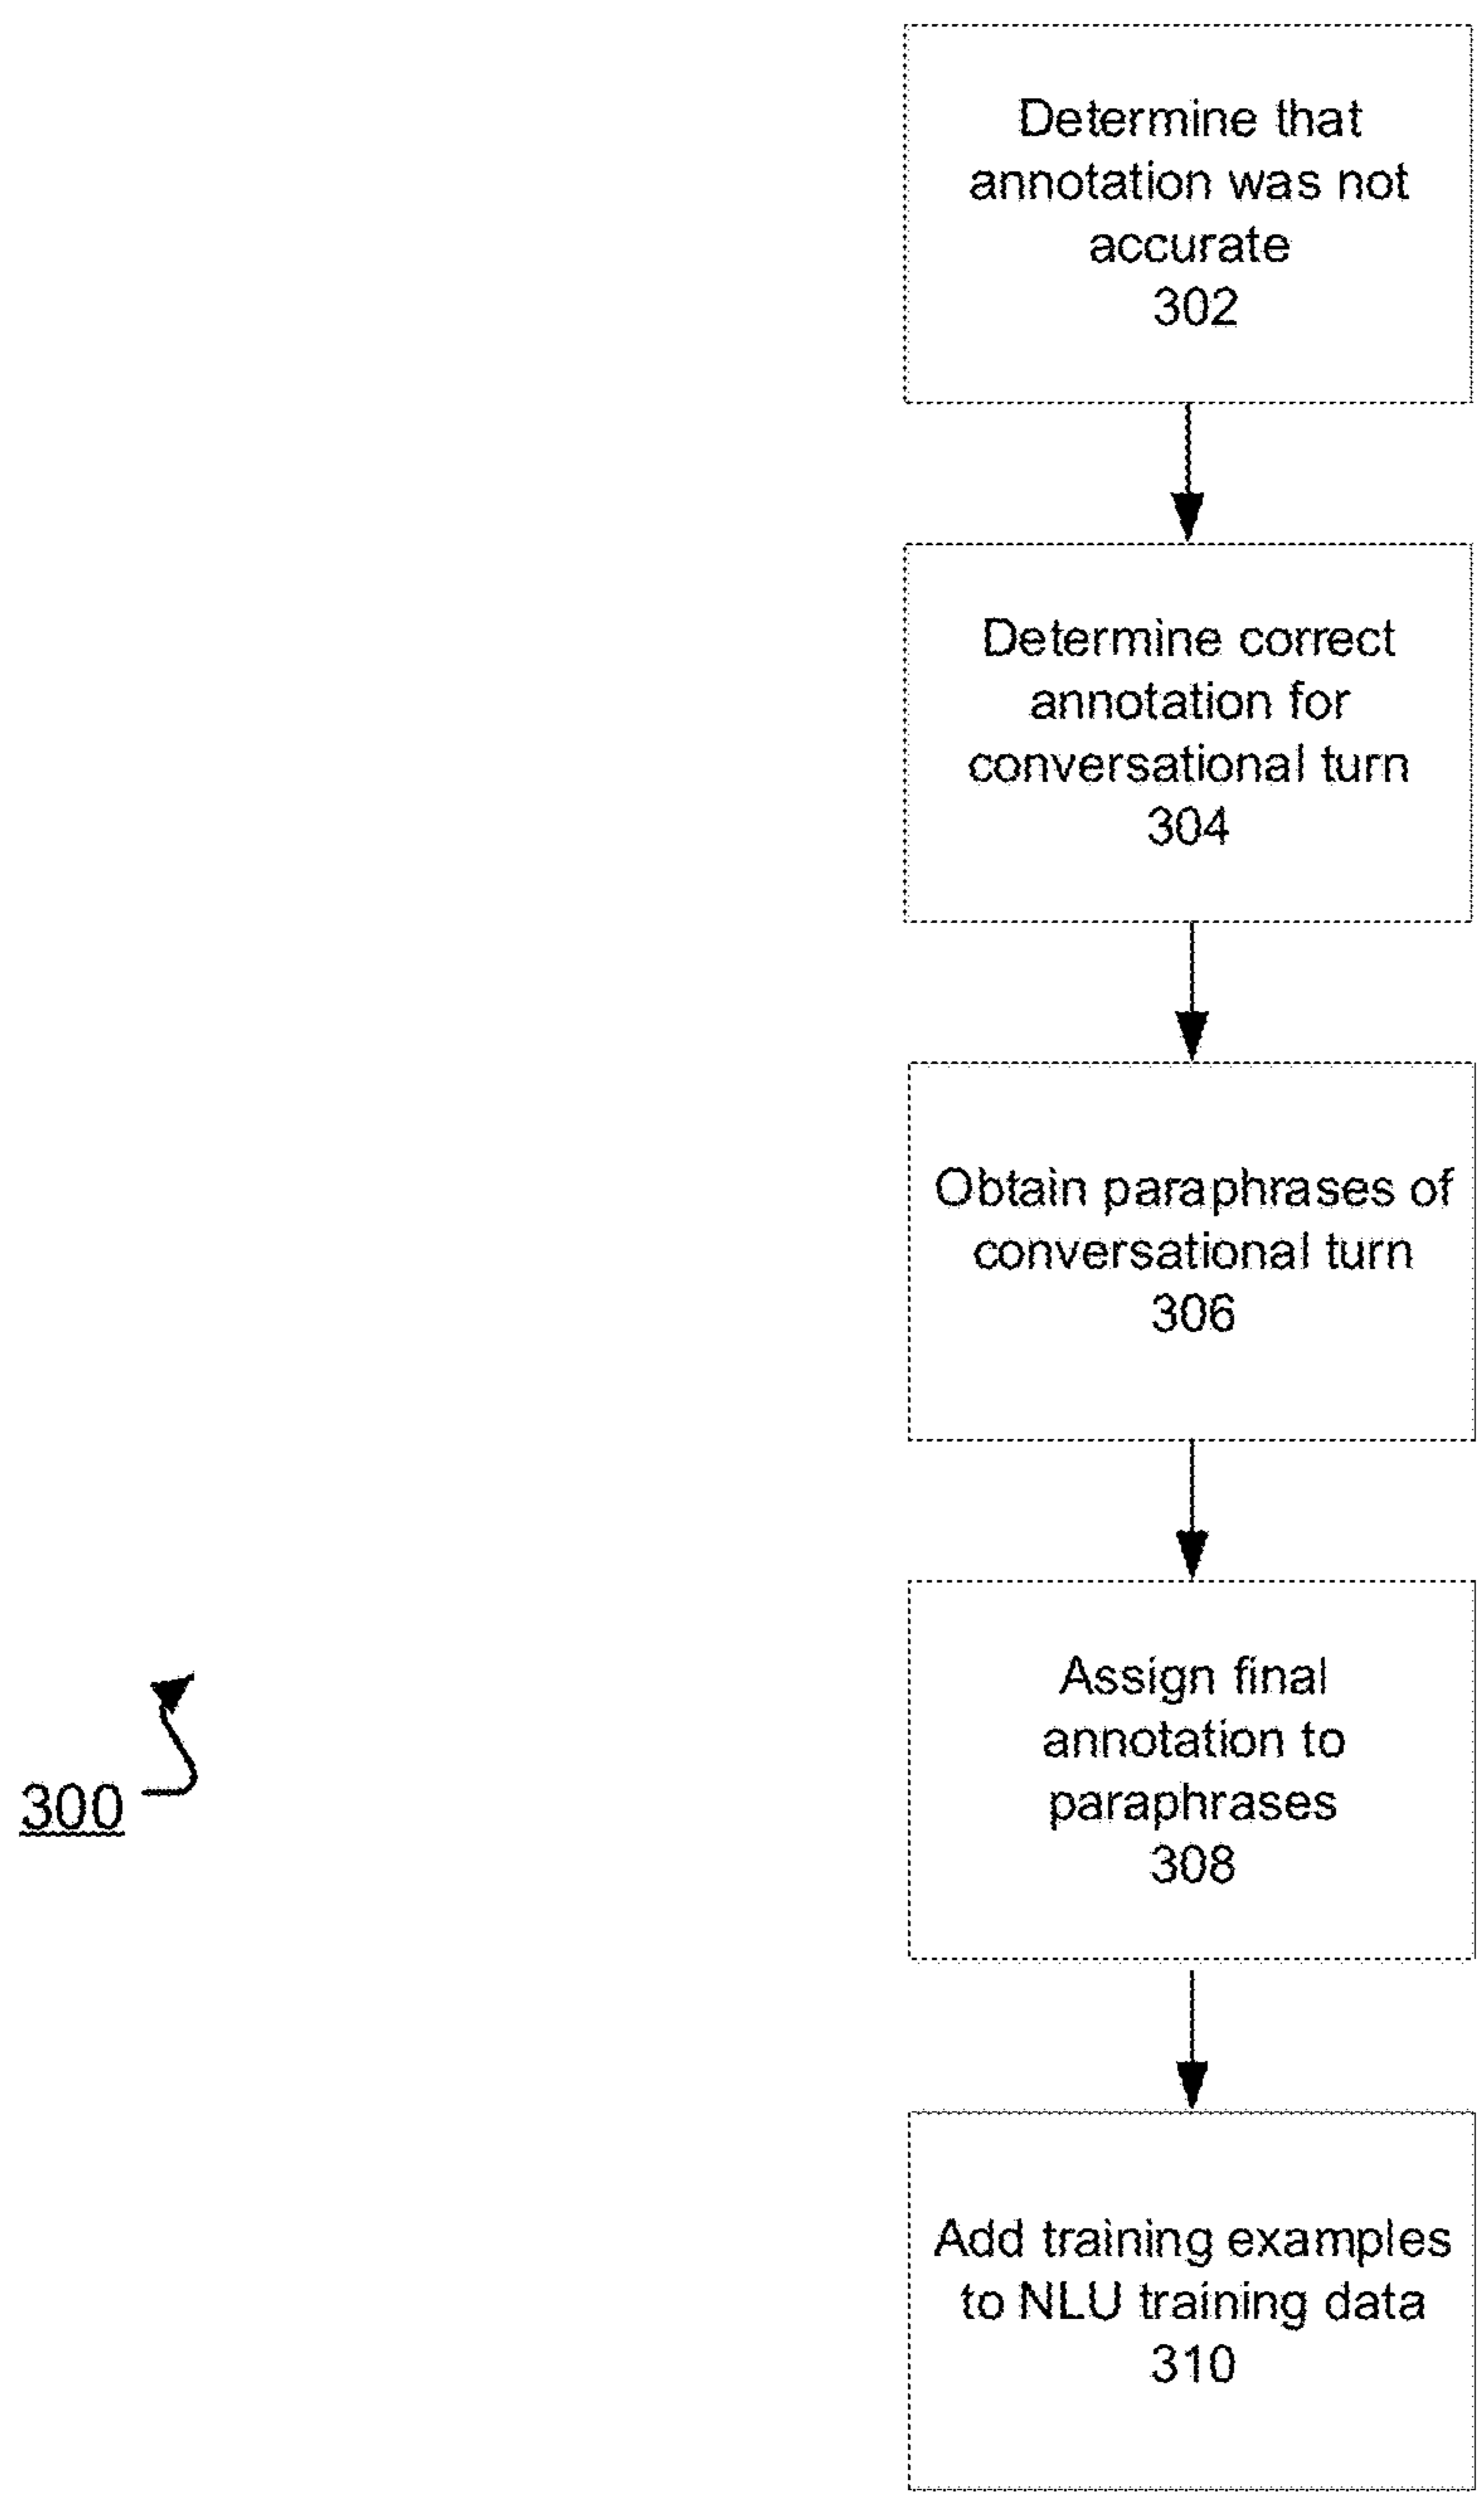 Determine that
annotation was not
accurate
302
Determine correct
annotation for
conversational turn
304
Obtain paraphrases of
conversational turn
306
Assign final
annotation to
paraphrases
308
300
Add training examples
to NLU training data
310